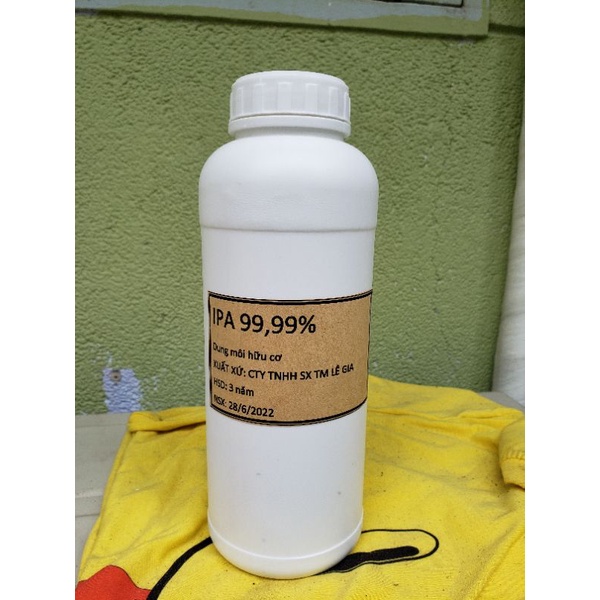 IPA 99,99%
Dung môi hữu cơ
XUẤT XỨ: CTY TNHH SX TM LÊ GIA
HSD: 3 năm
NSX: 28/6/2022